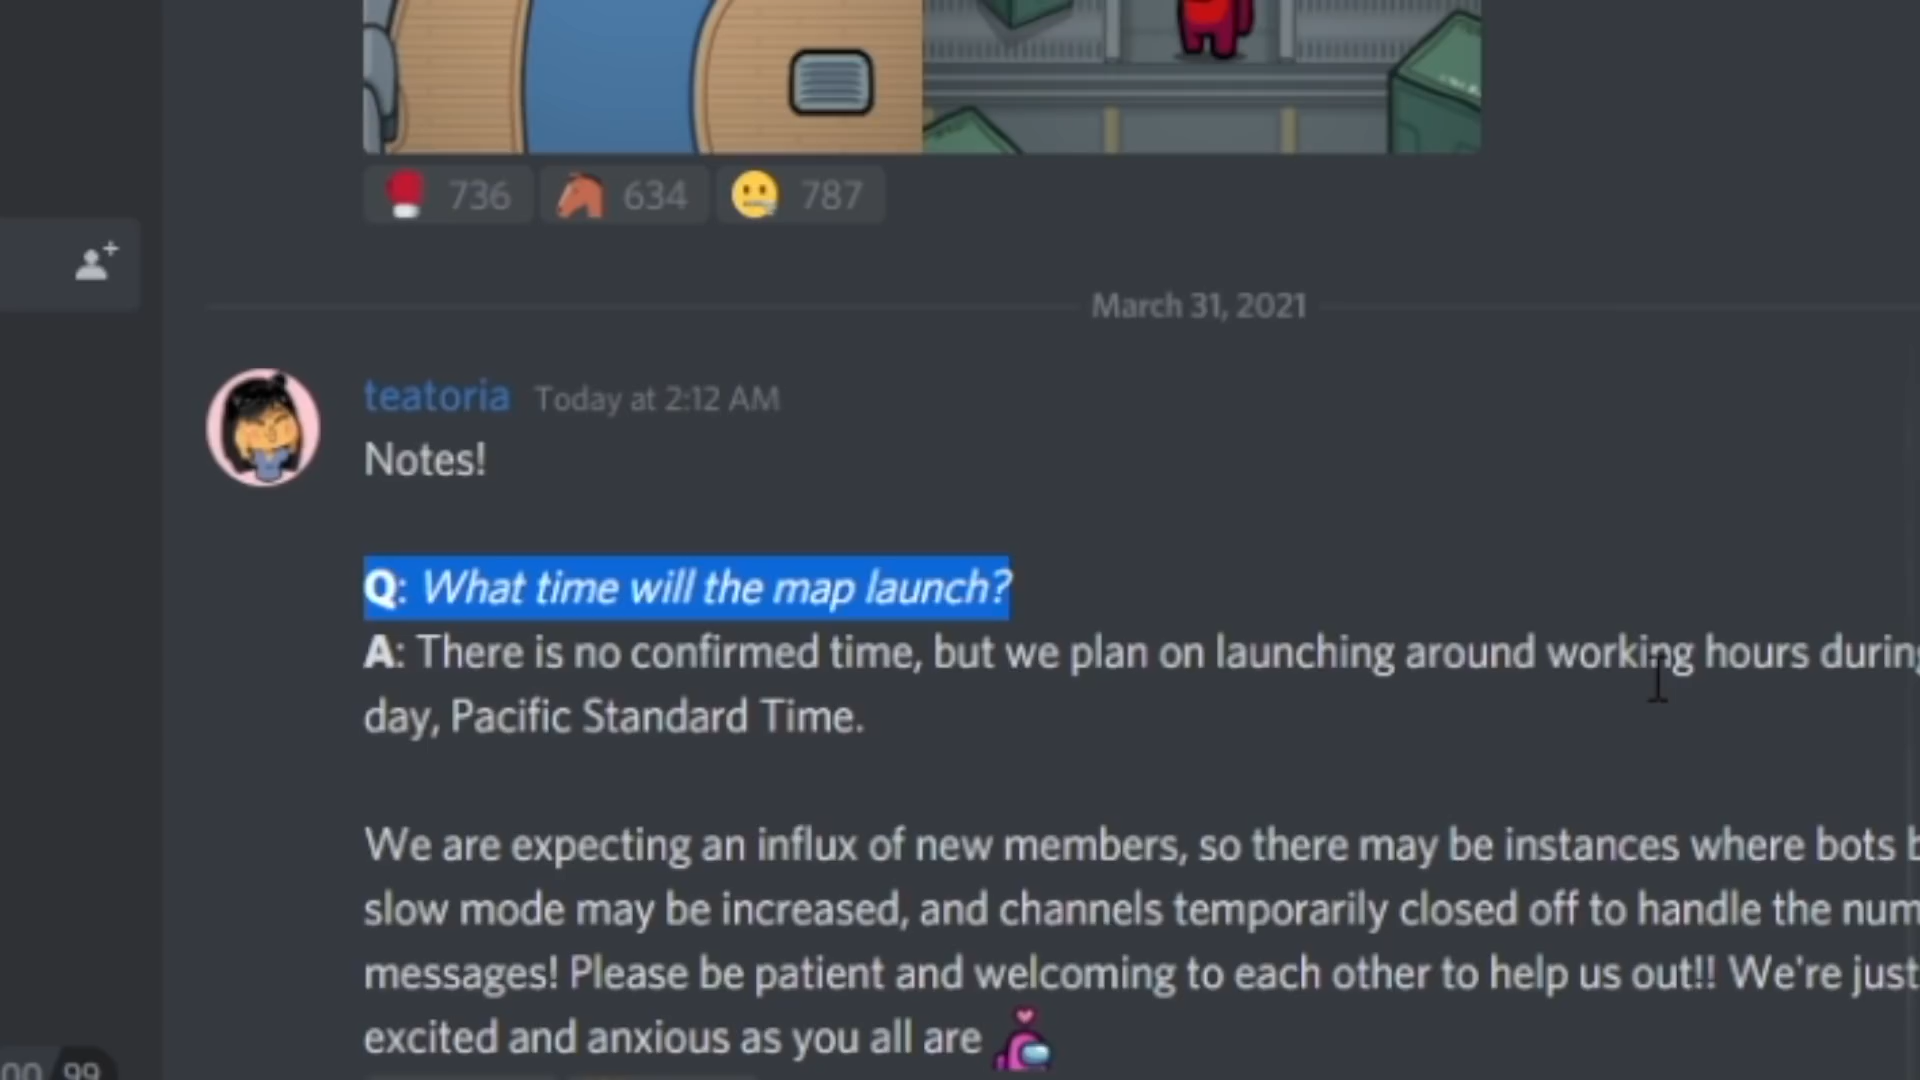 736 634 787
March 31, 2021
teatoria Today at 2:12 AM
Notes!
Q: What time will the map launch?
A: There is no confirmed time, but we plan on launching around working hours during
day, Pacific Standard Time.
We are expecting an influx of new members, so there may be instances where bots b
slow mode may be increased, and channels temporarily closed off to handle the num
messages! Please be patient and welcoming to each other to help us out!! We're just
excited and anxious as you all are
00 99